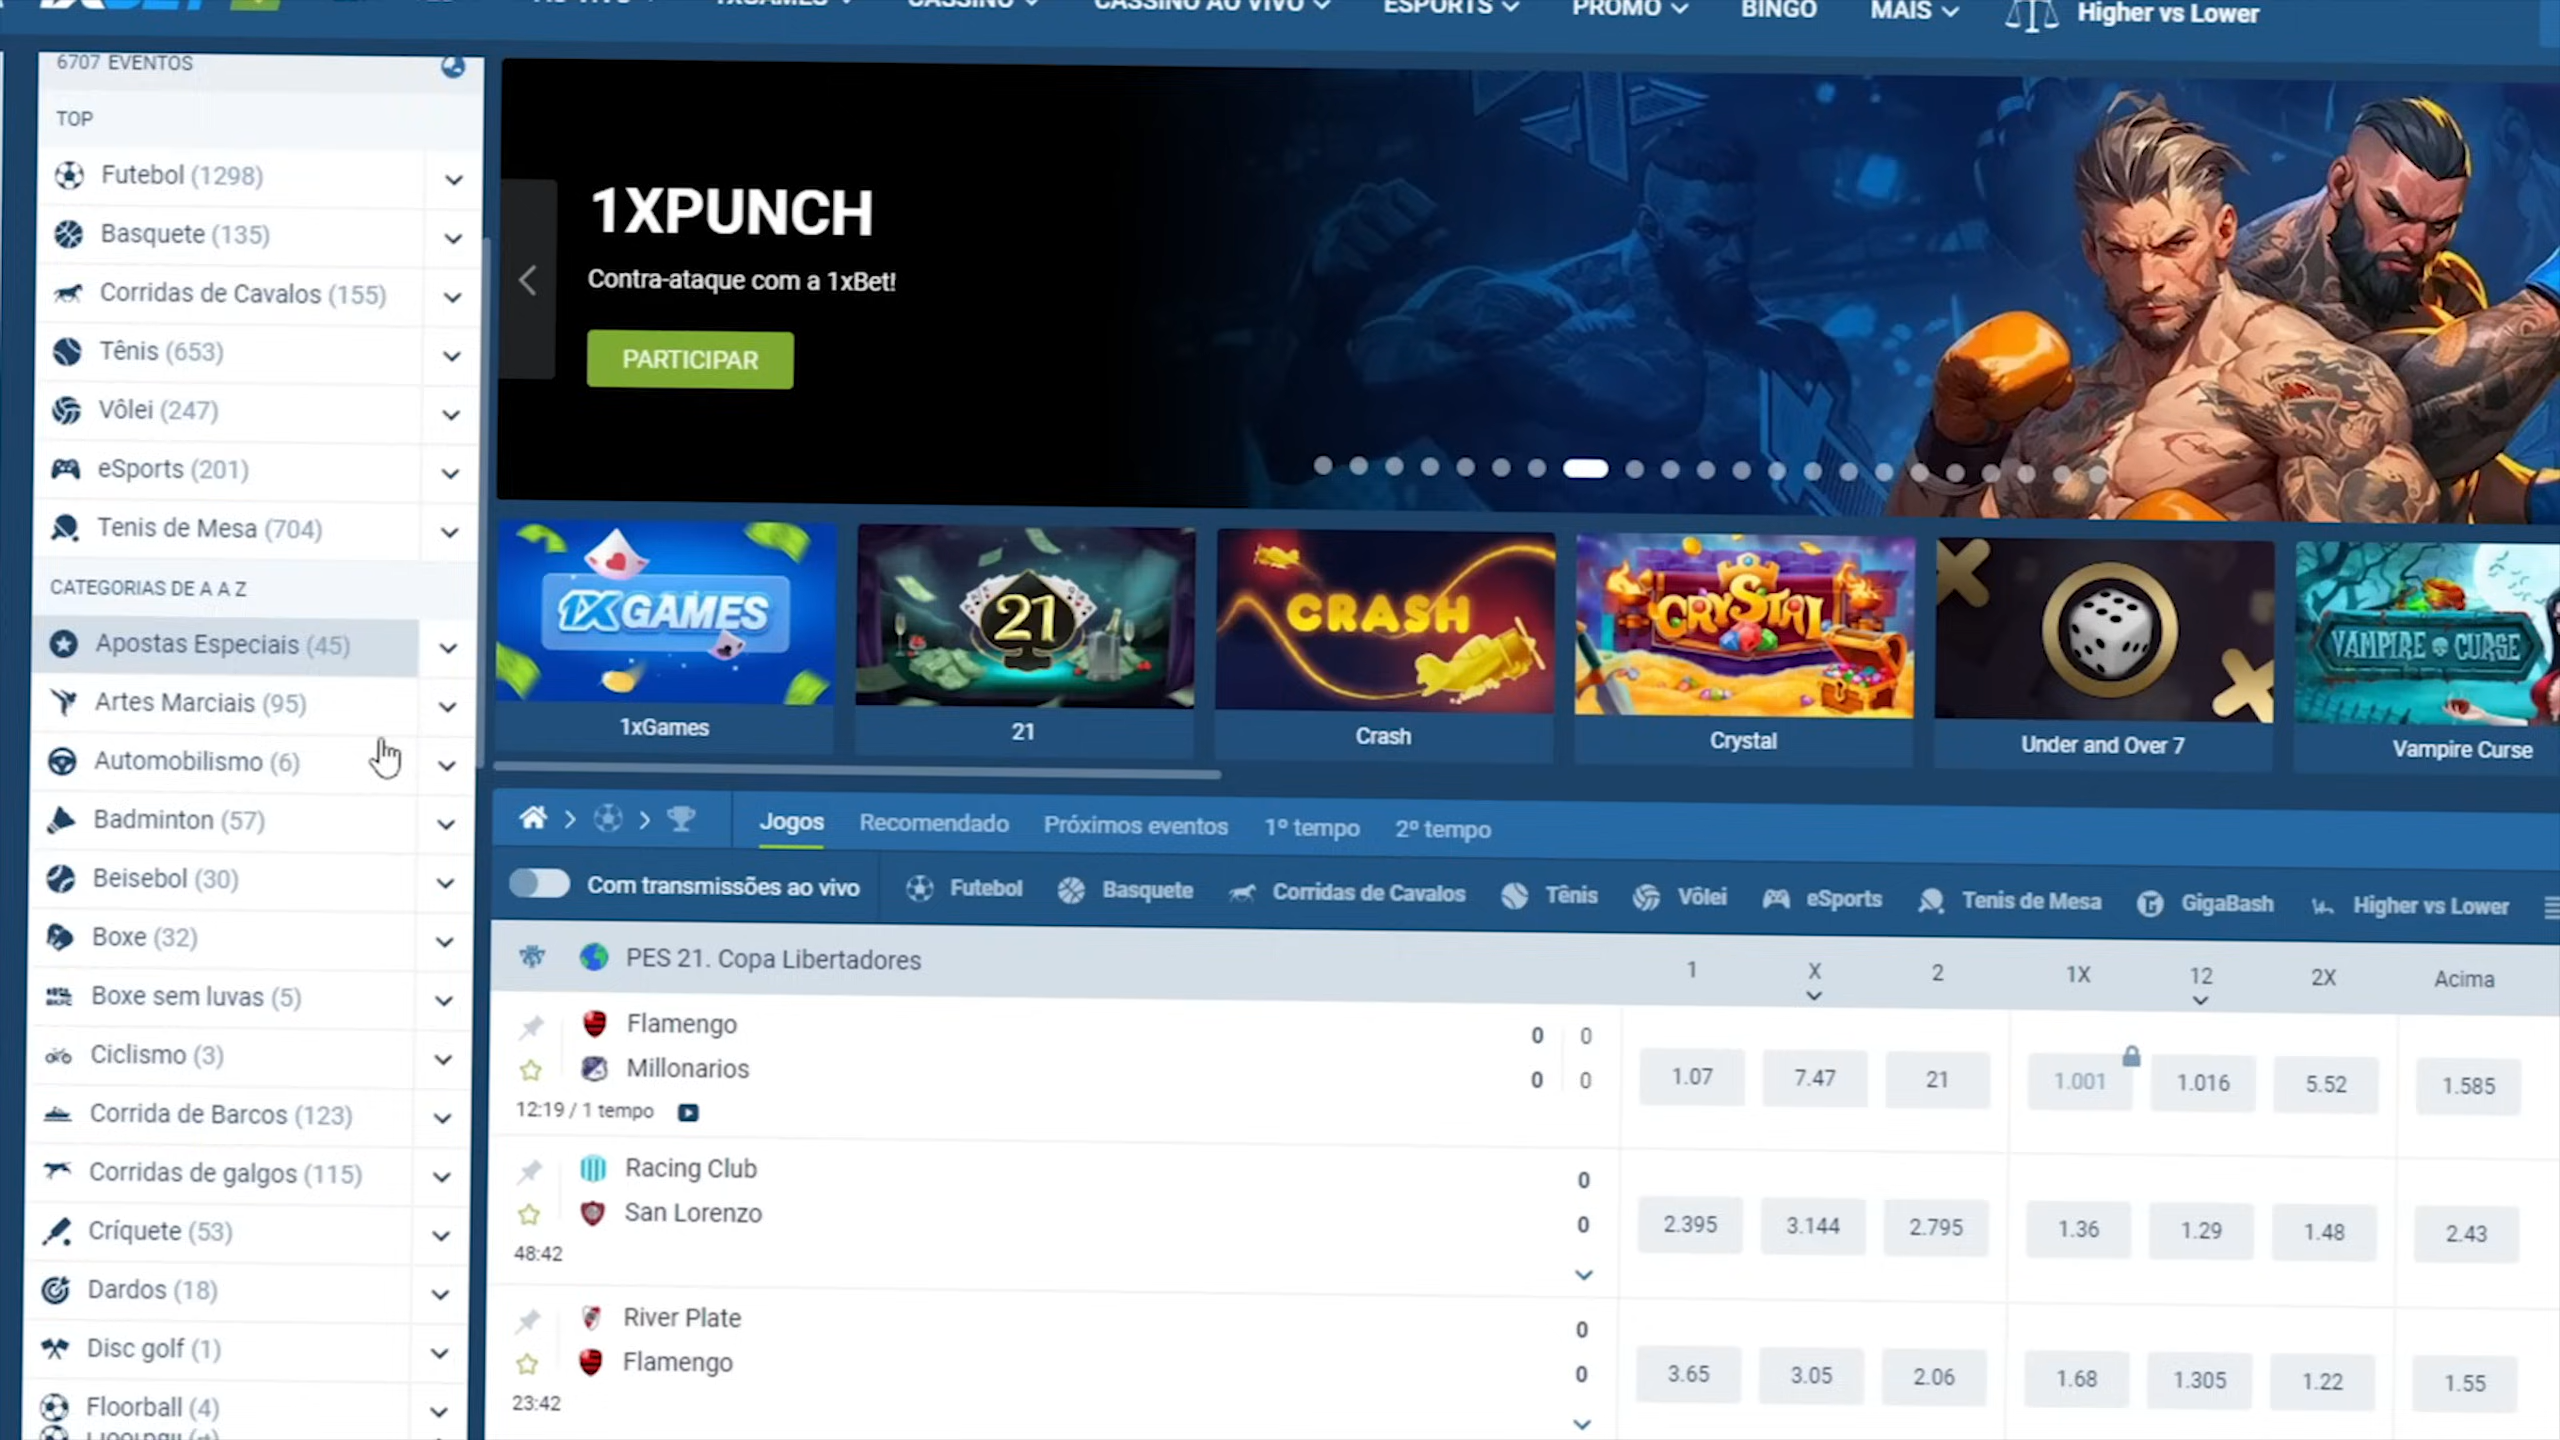 CASSINO
CASSINO AO VIVO
ESPORTS
PROMO
BINGO
MAIS
Higher vs Lower
6707 EVENTOS
TOP
Futebol (1298)
Basquete (135)
Corridas de Cavalos (155)
Tênis (653)
Vôlei (247)
eSports (201)
Tenis de Mesa (704)
CATEGORIAS DE A A Z
Apostas Especiais (45)
Artes Marciais (95)
Automobilismo (6)
Badminton (57)
Beisebol (30)
Boxe (32)
Boxe sem luvas (5)
Ciclismo (3)
Corrida de Barcos (123)
Corridas de galgos (115)
Críquete (53)
Dardos (18)
Disc golf (1)
Floorball (4)
1XPUNCH
Contra-ataque com a 1xBet!
PARTICIPAR
1XGAMES
21
CRASH
CRYSTAL
VAMPIRE CURSE
1xGames
21
Crash
Crystal
Under and Over 7
Vampire Curse
Jogos
Recomendado
Próximos eventos
1º tempo
2º tempo
Com transmissões ao vivo
Futebol
Basquete
Corridas de Cavalos
Tênis
Vôlei
eSports
Tenis de Mesa
GigaBash
Higher vs Lower
PES 21. Copa Libertadores 1 X 2 1X 12 2X Acima
Flamengo 0 0
Millonarios 0 0
12:19 / 1 tempo
1.07 7.47 21 1.001 1.016 5.52 1.585
Racing Club 0
San Lorenzo 0
48:42
2.395 3.144 2.795 1.36 1.29 1.48 2.43
River Plate 0
Flamengo 0
23:42
3.65 3.05 2.06 1.68 1.305 1.22 1.55